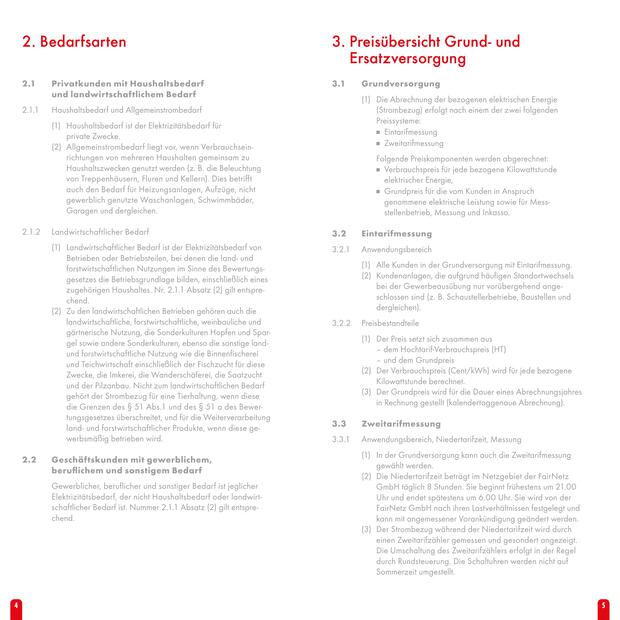 2. Bedarfsarten
2.1 Privatkunden mit Haushaltsbedarf
und landwirtschaftlichem Bedarf
2.1.1 Haushaltsbedarf und Allgemeinstrombedarf
(1) Haushaltsbedarf ist der Elektrizitätsbedarf für
private Zwecke.
(2) Allgemeinstrombedarf liegt vor, wenn Verbrauchsein-
richtungen von mehreren Haushalten gemeinsam zu
Haushaltszwecken genutzt werden (z. B. die Beleuchtung
von Treppenhäusern, Fluren und Kellern). Dies betrifft
auch den Bedarf für Heizungsanlagen, Aufzüge, nicht
gewerblich genutzte Waschanlagen, Schwimmbäder,
Garagen und dergleichen.
2.1.2 Landwirtschaftlicher Bedarf
(1) Landwirtschaftlicher Bedarf ist der Elektrizitätsbedarf von
Betrieben oder Betriebsteilen, bei denen die land- und
forstwirtschaftlichen Nutzungen im Sinne des Bewertungs-
gesetzes die Betriebsgrundlage bilden, einschließlich eines
zugehörigen Haushaltes. Nr. 2.1.1 Absatz (2) gilt entspre-
chend.
(2) Zu den landwirtschaftlichen Betrieben gehören auch die
landwirtschaftliche, forstwirtschaftliche, weinbauliche und
gärtnerische Nutzung, die Sonderkulturen Hopfen und Spar-
gel sowie andere Sonderkulturen, ebenso die sonstige land-
und forstwirtschaftliche Nutzung wie die Binnenfischerei
und Teichwirtschaft einschließlich der Fischzucht für diese
Zwecke, die Imkerei, die Wanderschäferei, die Saatzucht
und der Pilzanbau. Nicht zum landwirtschaftlichen Bedarf
gehört der Strombezug für eine Tierhaltung, wenn diese
die Grenzen des § 51 Abs.1 und des § 51 a des Bewer-
tungsgesetzes überschreitet, und für die Weiterverarbeitung
land- und forstwirtschaftlicher Produkte, wenn diese ge-
werbsmäßig betrieben wird.
2.2 Geschäftskunden mit gewerblichem,
beruflichem und sonstigem Bedarf
Gewerblicher, beruflicher und sonstiger Bedarf ist jeglicher
Elektrizitätsbedarf, der nicht Haushaltsbedarf oder landwirt-
schaftlicher Bedarf ist. Nummer 2.1.1 Absatz (2) gilt entspre-
chend.
4
3. Preisübersicht Grund- und
Ersatzversorgung
3.1 Grundversorgung
(1) Die Abrechnung der bezogenen elektrischen Energie
(Strombezug) erfolgt nach einem der zwei folgenden
Preissysteme:
■ Eintarifmessung
■ Zweitarifmessung
Folgende Preiskomponenten werden abgerechnet:
■ Verbrauchspreis für jede bezogene Kilowattstunde
elektrischer Energie,
■ Grundpreis für die vom Kunden in Anspruch
genommene elektrische Leistung sowie für Mess-
stellenbetrieb, Messung und Inkasso.
3.2 Eintarifmessung
3.2.1 Anwendungsbereich
(1) Alle Kunden in der Grundversorgung mit Eintarifmessung.
(2) Kundenanlagen, die aufgrund häufigen Standortwechsels
bei der Gewerbeausübung nur vorübergehend ange-
schlossen sind (z. B. Schaustellerbetriebe, Baustellen und
dergleichen).
3.2.2 Preisbestandteile
(1) Der Preis setzt sich zusammen aus
– dem Hochtarif-Verbrauchspreis (HT)
– und dem Grundpreis
(2) Der Verbrauchspreis (Cent/kWh) wird für jede bezogene
Kilowattstunde berechnet.
(3) Der Grundpreis wird für die Dauer eines Abrechnungsjahres
in Rechnung gestellt (kalendertaggenaue Abrechnung).
3.3 Zweitarifmessung
3.3.1 Anwendungsbereich, Niedertarifzeit, Messung
(1) In der Grundversorgung kann auch die Zweitarifmessung
gewählt werden.
(2) Die Niedertarifzeit beträgt im Netzgebiet der FairNetz
GmbH täglich 8 Stunden. Sie beginnt frühestens um 21.00
Uhr und endet spätestens um 6.00 Uhr. Sie wird von der
FairNetz GmbH nach ihren Lastverhältnissen festgelegt und
kann mit angemessener Vorankündigung geändert werden.
(3) Der Strombezug während der Niedertarifzeit wird durch
einen Zweitarifzähler gemessen und gesondert angezeigt.
Die Umschaltung des Zweitarifzählers erfolgt in der Regel
durch Rundsteuerung. Die Schaltuhren werden nicht auf
Sommerzeit umgestellt.
5